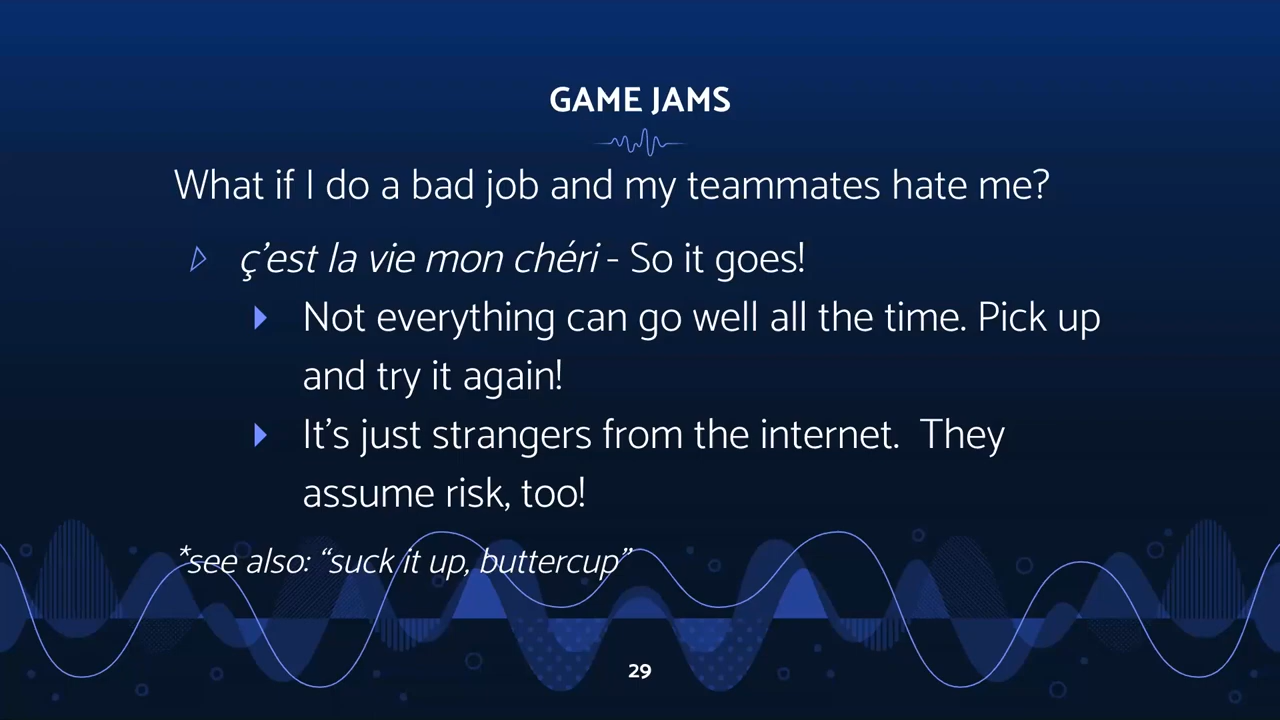 GAME JAMS
What if I do a bad job and my teammates hate me?
ç’est la vie mon chéri - So it goes!
Not everything can go well all the time. Pick up
and try it again!
It’s just strangers from the internet.  They
assume risk, too!
*see also: “suck it up, buttercup”
29